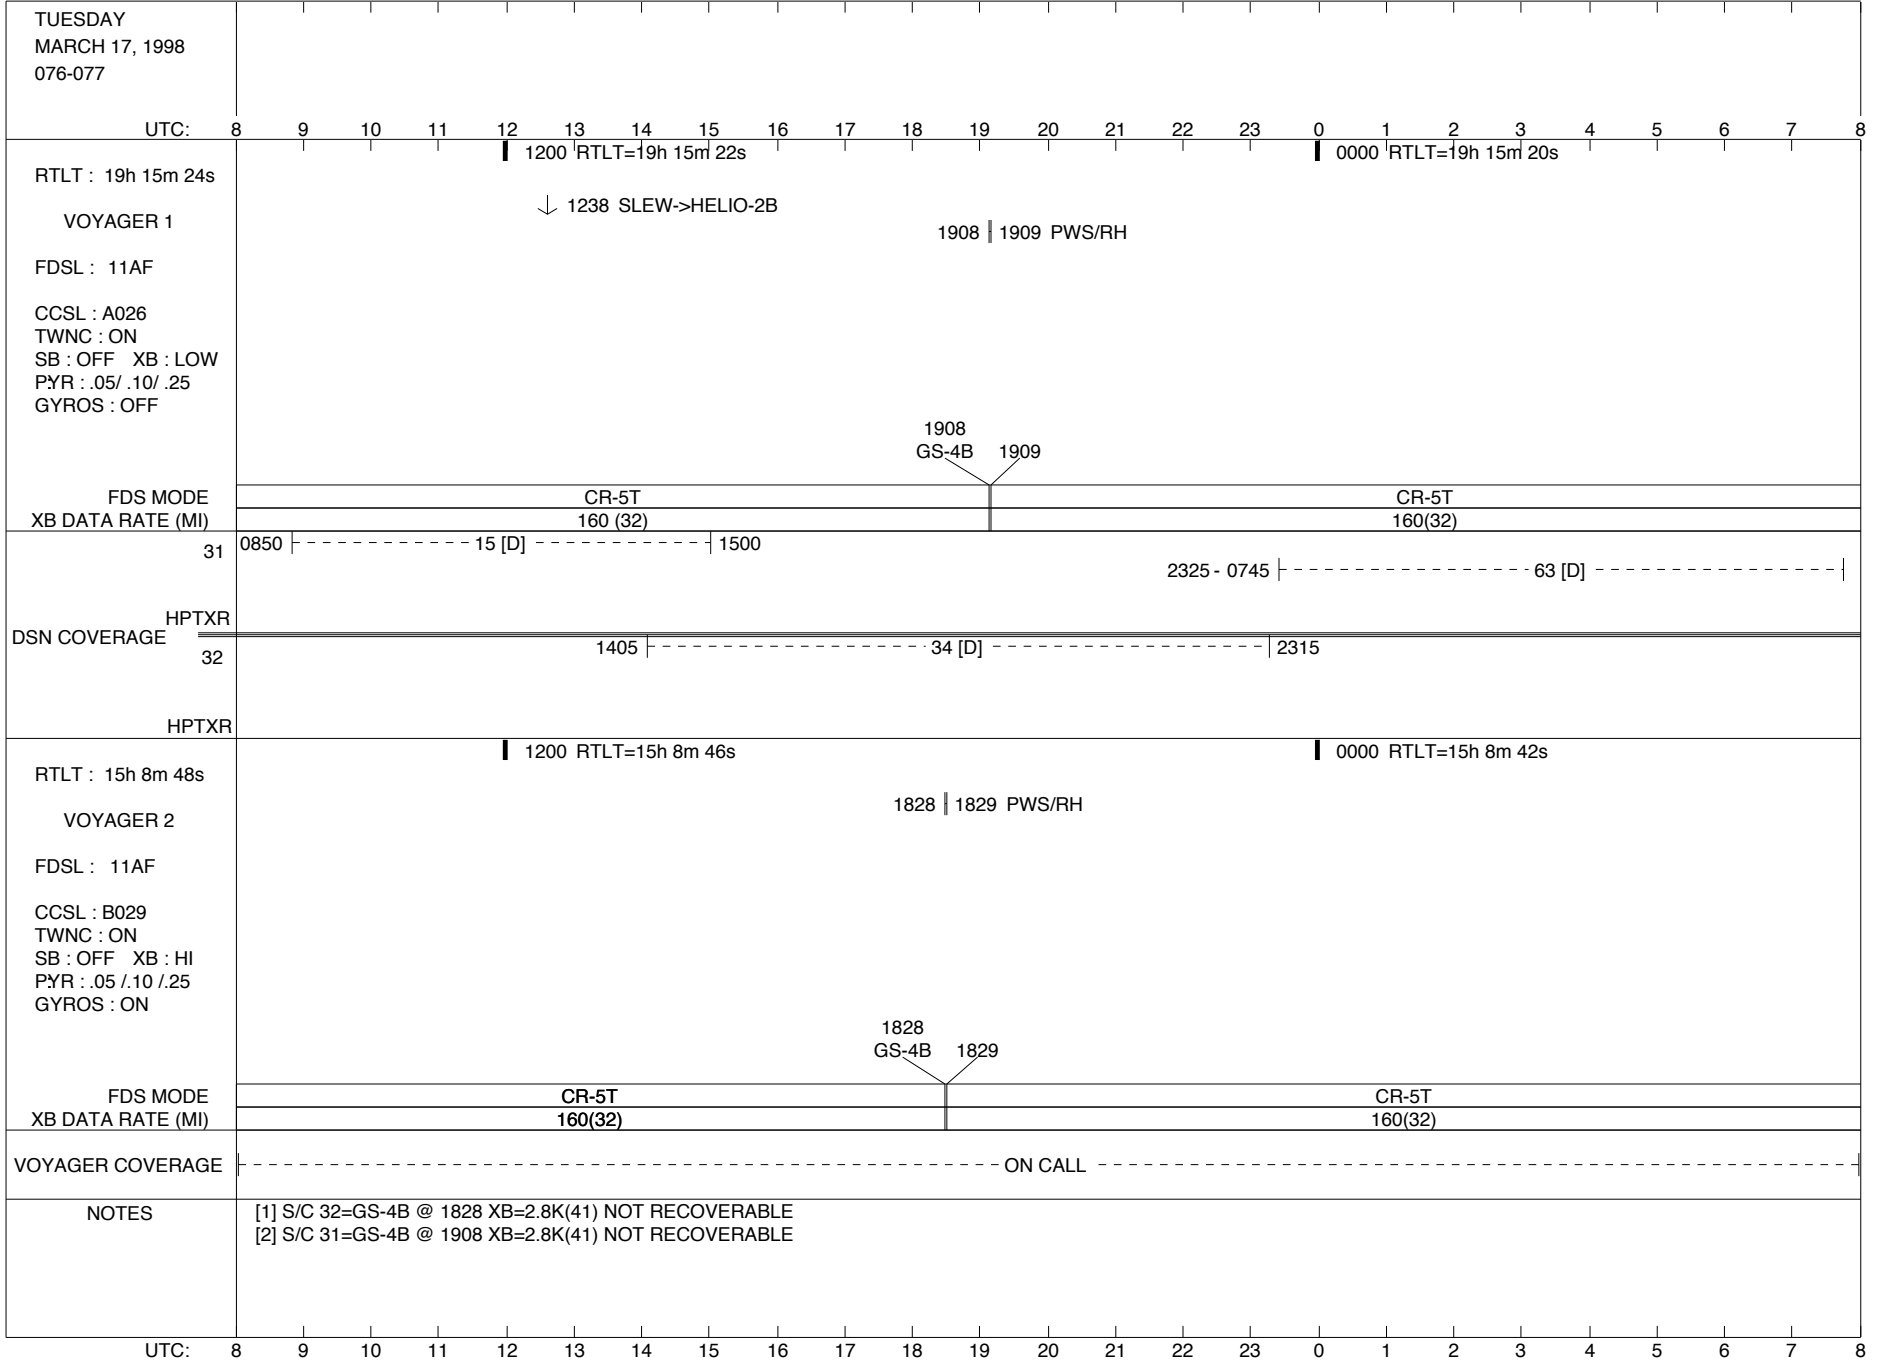 TUESDAY
MARCH 17, 1998
076-077
UTC: 8 9 10 11 12 13 14 15 16 17 18 19 20 21 22 23 0 1 2 3 4 5 6 7 8
1200 RTLT=19h 15m 22s 0000 RTLT=19h 15m 20s
RTLT : 19h 15m 24s
1238 SLEW->HELIO-2B
VOYAGER 1
1908 1909 PWS/RH
FDSL : 11AF
CCSL : A026
TWNC : ON
SB : OFF XB : LOW
P:YR : .05/ .10/ .25
GYROS : OFF
1908
GS-4B 1909
FDS MODE CR-5T CR-5T
XB DATA RATE (MI) 160 (32) 160(32)
31 0850 15 [D] 1500
2325 - 0745 63 [D]
HPTXR
DSN COVERAGE
32 1405 34 [D] 2315
HPTXR
1200 RTLT=15h 8m 46s 0000 RTLT=15h 8m 42s
RTLT : 15h 8m 48s
1828 1829 PWS/RH
VOYAGER 2
FDSL : 11AF
CCSL : B029
TWNC : ON
SB : OFF XB : HI
P:YR : .05 /.10 /.25
GYROS : ON
1828
GS-4B 1829
FDS MODE CR-5T CR-5T
XB DATA RATE (MI) 160(32) 160(32)
VOYAGER COVERAGE ON CALL
NOTES [1] S/C 32=GS-4B @ 1828 XB=2.8K(41) NOT RECOVERABLE
[2] S/C 31=GS-4B @ 1908 XB=2.8K(41) NOT RECOVERABLE
UTC: 8 9 10 11 12 13 14 15 16 17 18 19 20 21 22 23 0 1 2 3 4 5 6 7 8